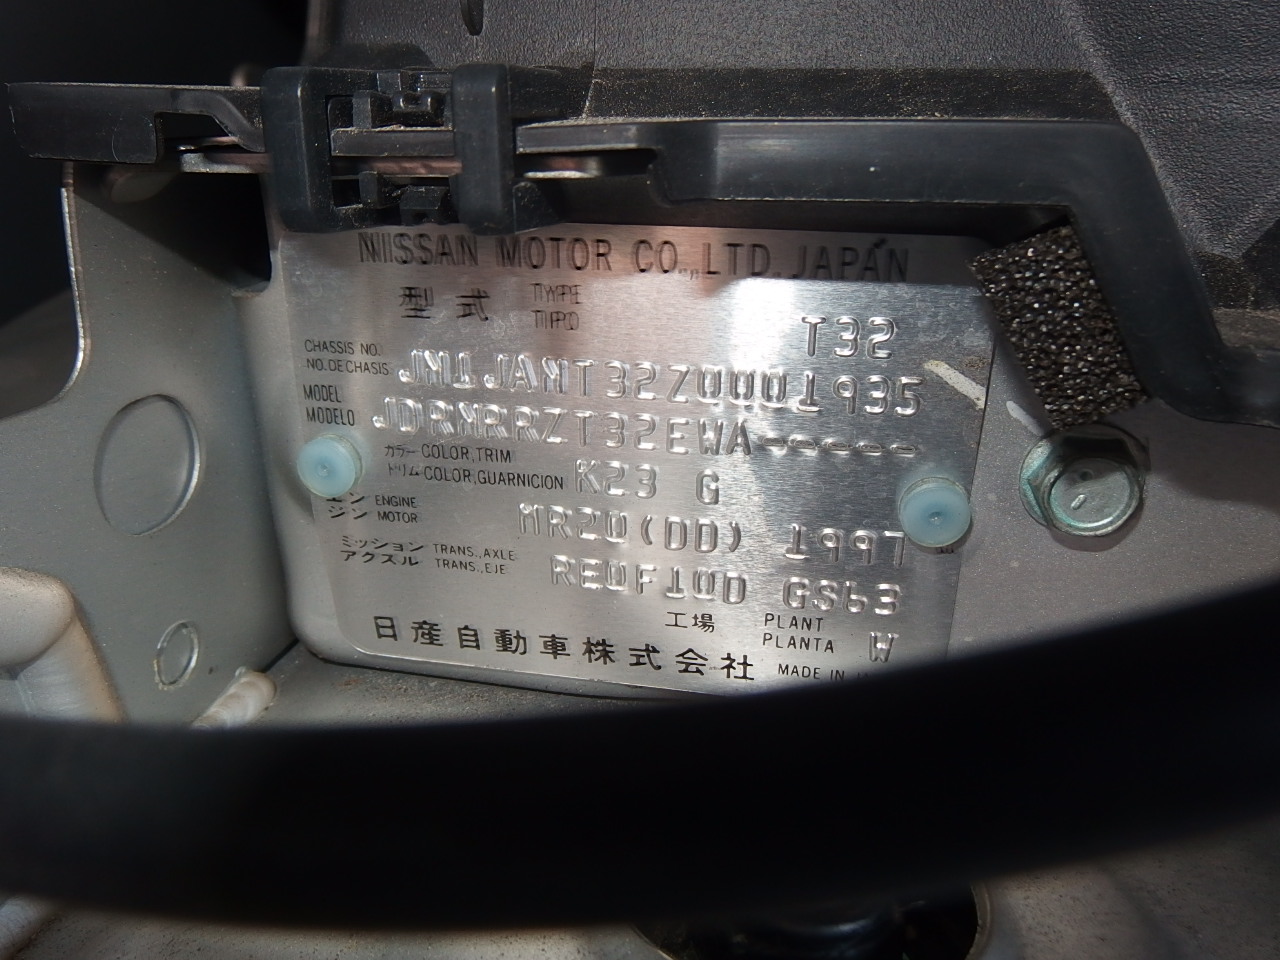 NISSAN MOTOR CO., LTD. JAPAN
型式 TYPE TIPO T32
CHASSIS NO. NO. DE CHASIS JN1JANT32Z0001935
MODEL MODELO JDRNRRZT32EWA-----
カラートリム COLOR, TRIM COLOR, GUARNICION K23 G
エンジン ENGINE MOTOR MR20(DD) 1997
ミッションアクスル TRANS., AXLE TRANS., EJE RE0F10D GS63
工場 PLANT PLANTA W
日産自動車株式会社 MADE IN